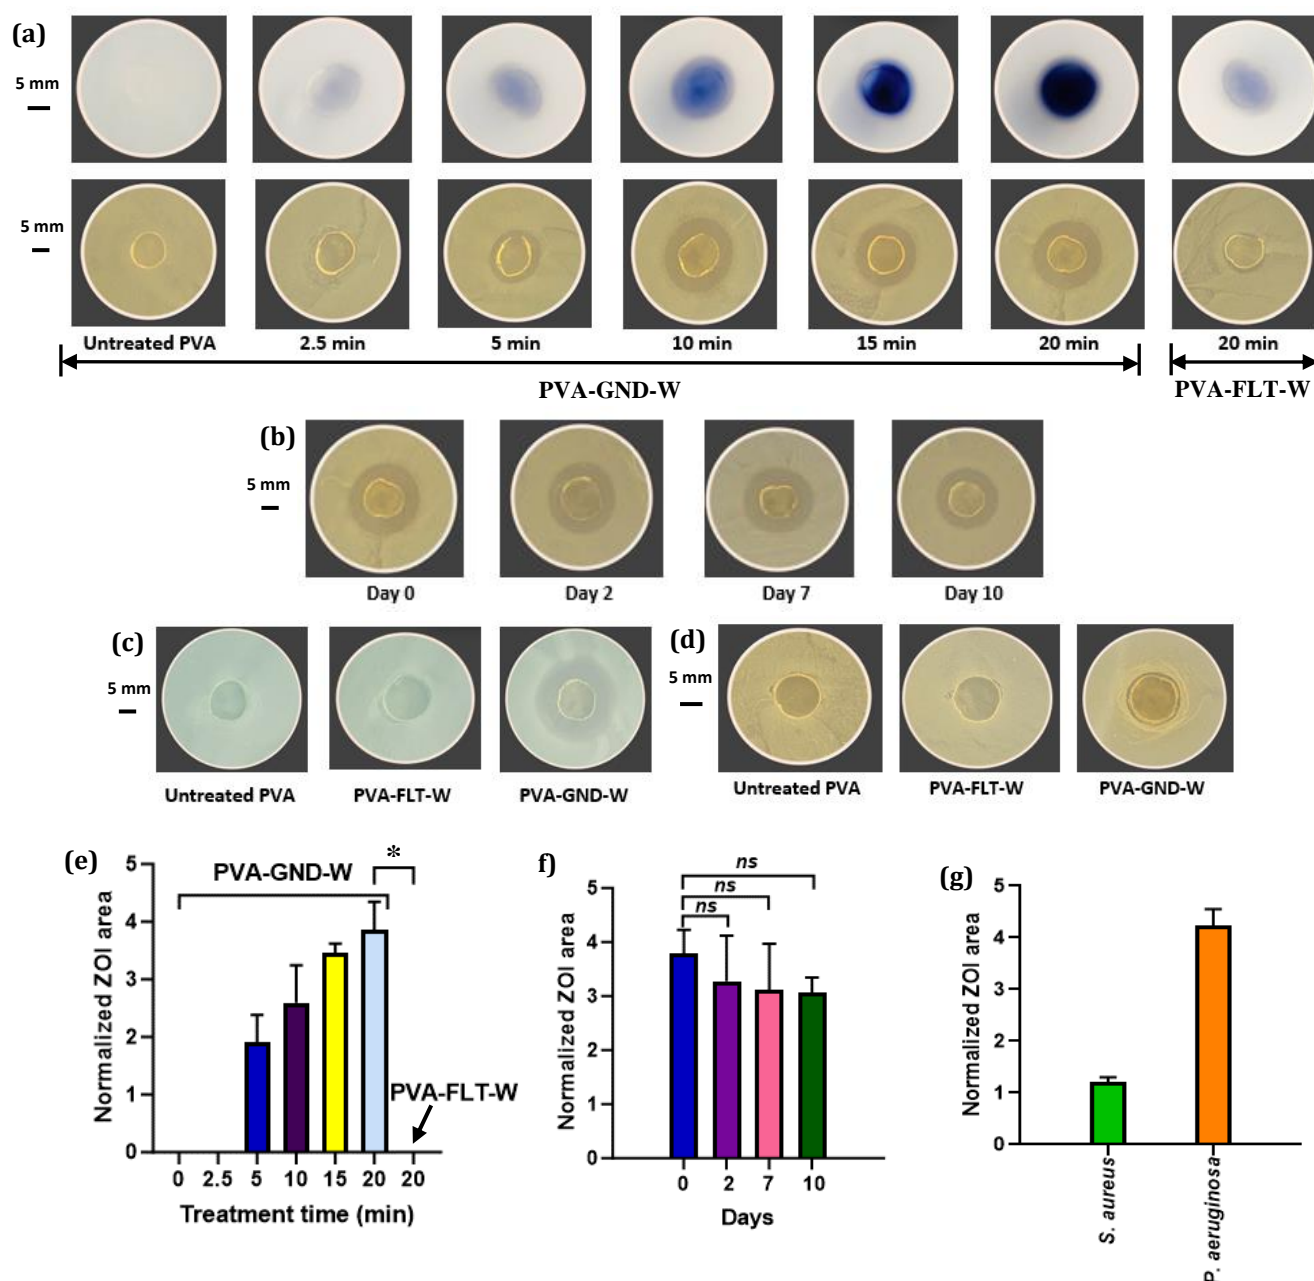 (a)
5 mm
5 mm
Untreated PVA 2.5 min 5 min 10 min 15 min 20 min 20 min
PVA-GND-W PVA-FLT-W
(b)
5 mm
Day 0 Day 2 Day 7 Day 10
(c)
5 mm
Untreated PVA PVA-FLT-W PVA-GND-W
(d)
5 mm
Untreated PVA PVA-FLT-W PVA-GND-W
(e)
PVA-GND-W
*
5
4
3
2
1
0
Normalized ZOI area
PVA-FLT-W
0 2.5 5 10 15 20 20
Treatment time (min)
f)
ns
ns
ns
5
4
3
2
1
0
Normalized ZOI area
0 2 7 10
Days
(g)
5
4
3
2
1
0
Normalized ZOI area
S. aureus
P. aeruginosa